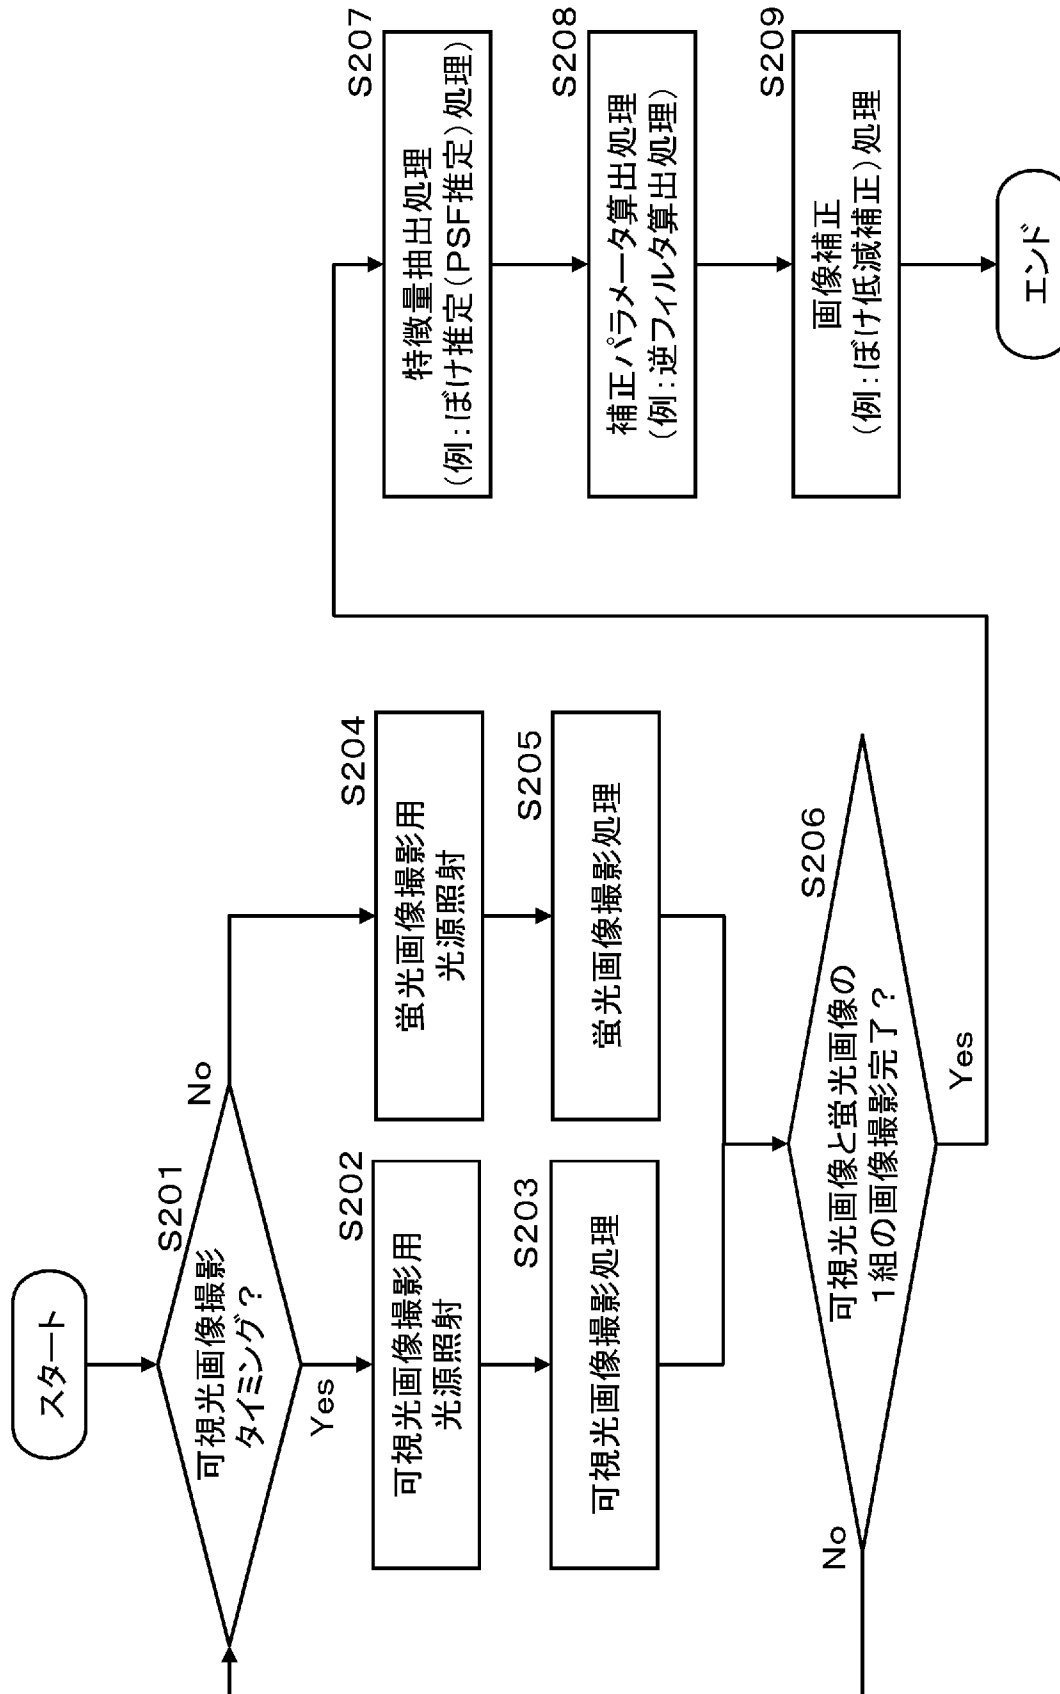 スタート
S201
可視光画像撮影
タイミング？
No
Yes
S202
可視光画像撮影用
光源照射
S203
可視光画像撮影処理
S204
蛍光画像撮影用
光源照射
S205
蛍光画像撮影処理
S206
可視光画像と蛍光画像の
1組の画像撮影完了？
No
Yes
S207
特徴量抽出処理
（例：ぼけ推定（PSF推定）処理）
S208
補正パラメータ算出処理
（例：逆フィルタ算出処理）
S209
画像補正
（例：ぼけ低減補正）処理
エンド